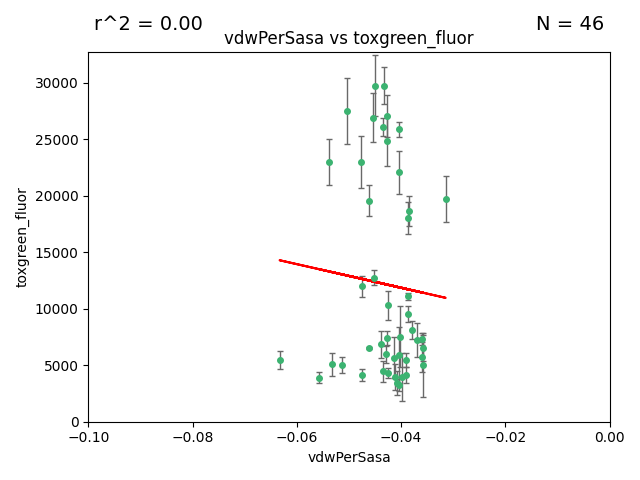 r^2 = 0.00
N = 46
vdwPerSasa vs toxgreen_fluor
toxgreen_fluor
30000
25000
20000
15000
10000
5000
0
−0.10
−0.08
−0.06
−0.04
−0.02
0.00
vdwPerSasa